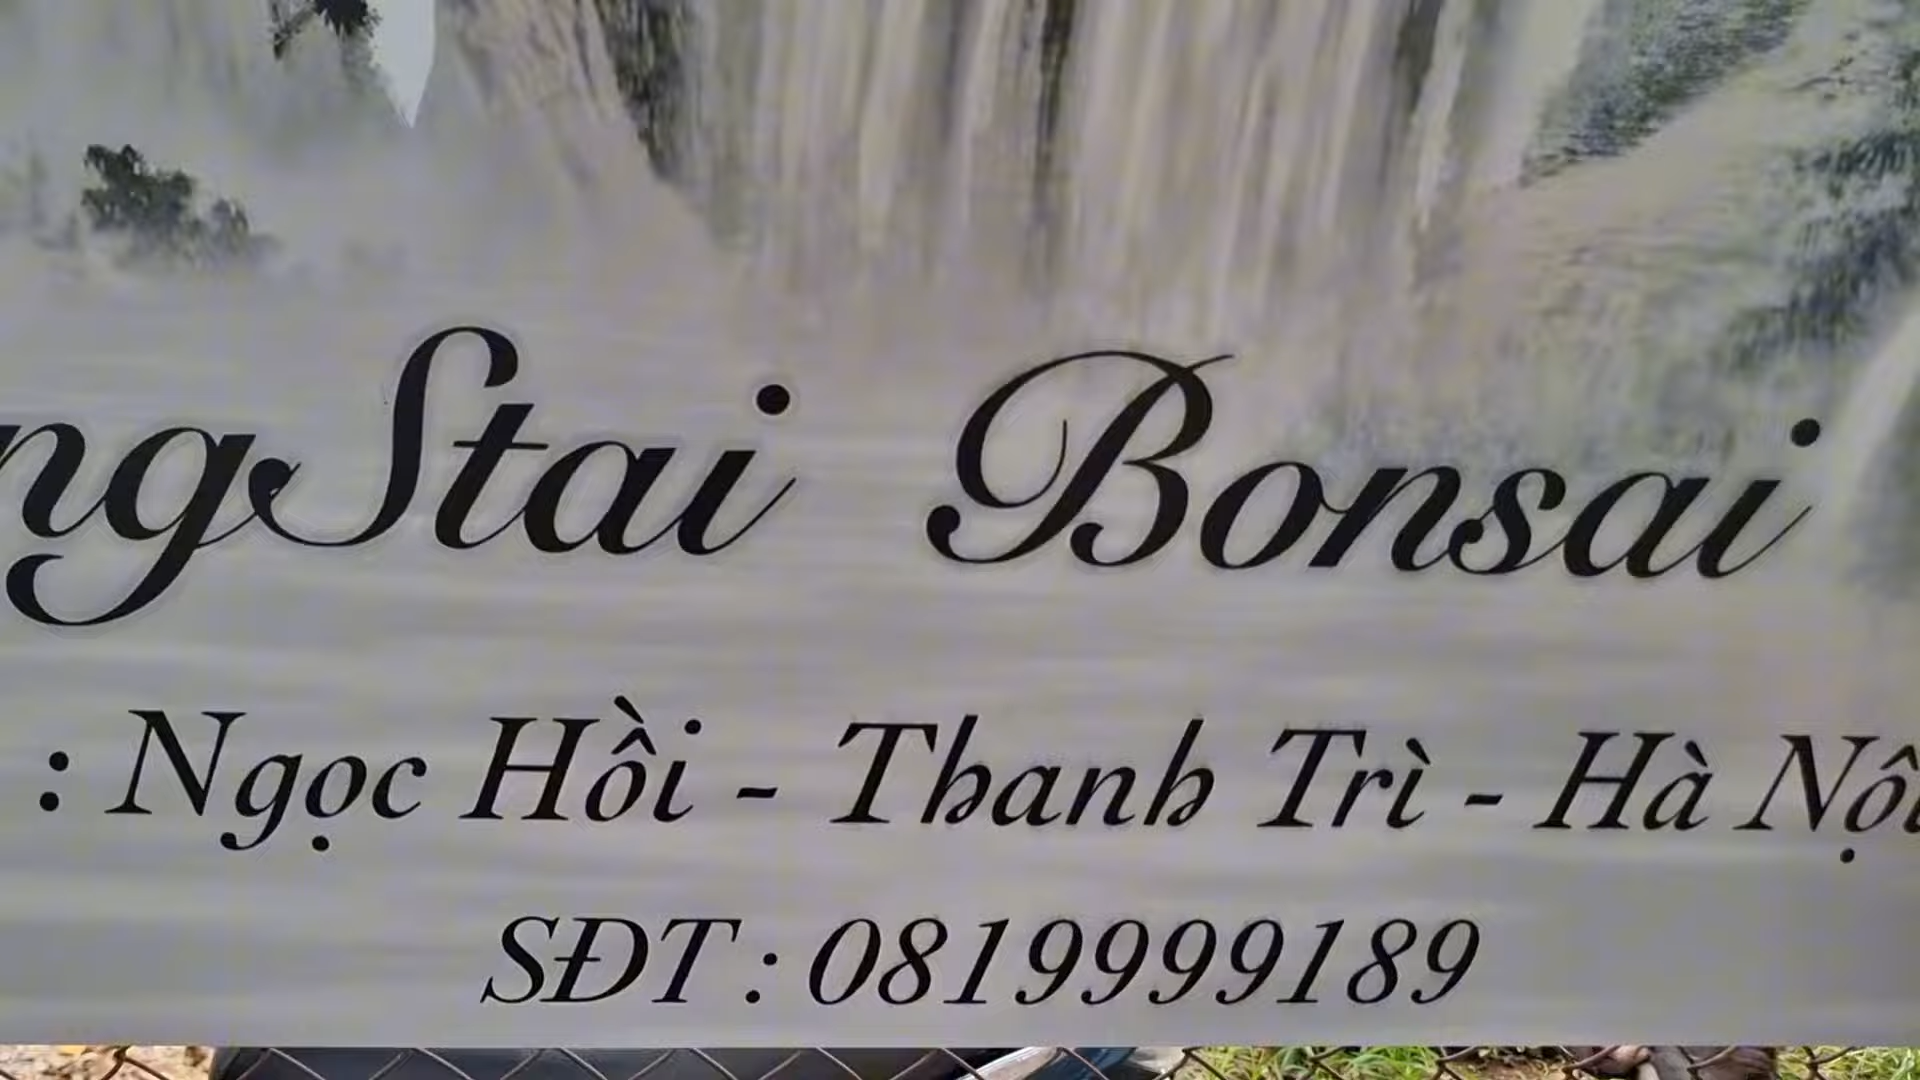 ngStai Bonsai
: Ngọc Hồi - Thanh Trì - Hà Nội
SĐT : 0819999189